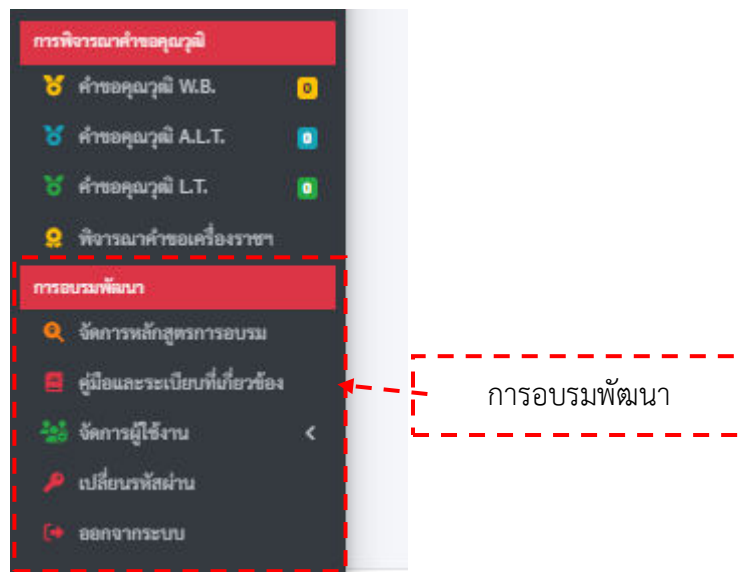 การพิจารณาคำขอคุณวุฒิ
คำขอคุณวุฒิ W.B. 0
คำขอคุณวุฒิ A.L.T. 0
คำขอคุณวุฒิ L.T. 0
พิจารณาคำขอเครื่องราชฯ
การอบรมพัฒนา
จัดการหลักสูตรการอบรม
คู่มือและระเบียบที่เกี่ยวข้อง
การอบรมพัฒนา
จัดการผู้ใช้งาน
เปลี่ยนรหัสผ่าน
ออกจากระบบ